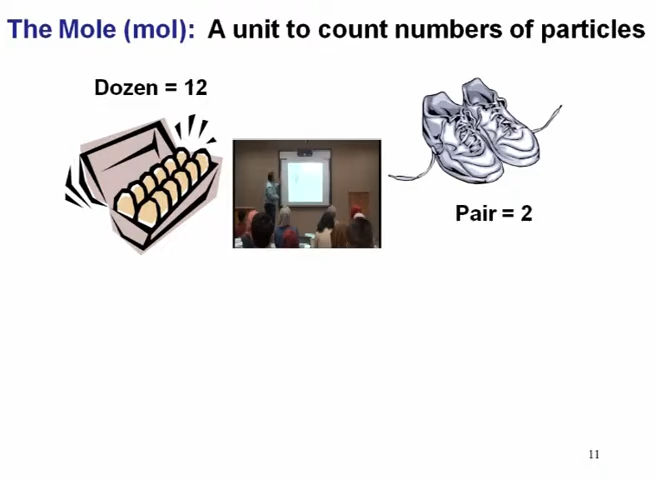 The Mole (mol): A unit to count numbers of particles
Dozen = 12
Pair = 2
11